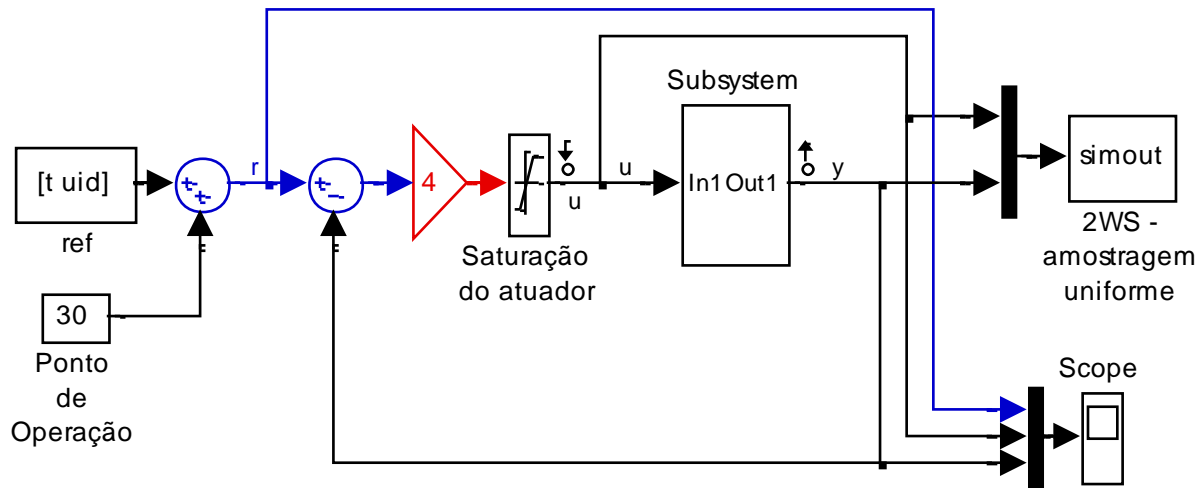 Subsystem
[t uid]
ref
r
4
u
u
In1
Out1
y
simout
2WS -
amostragem
uniforme
Saturação
do atuador
30
Ponto
de
Operação
Scope